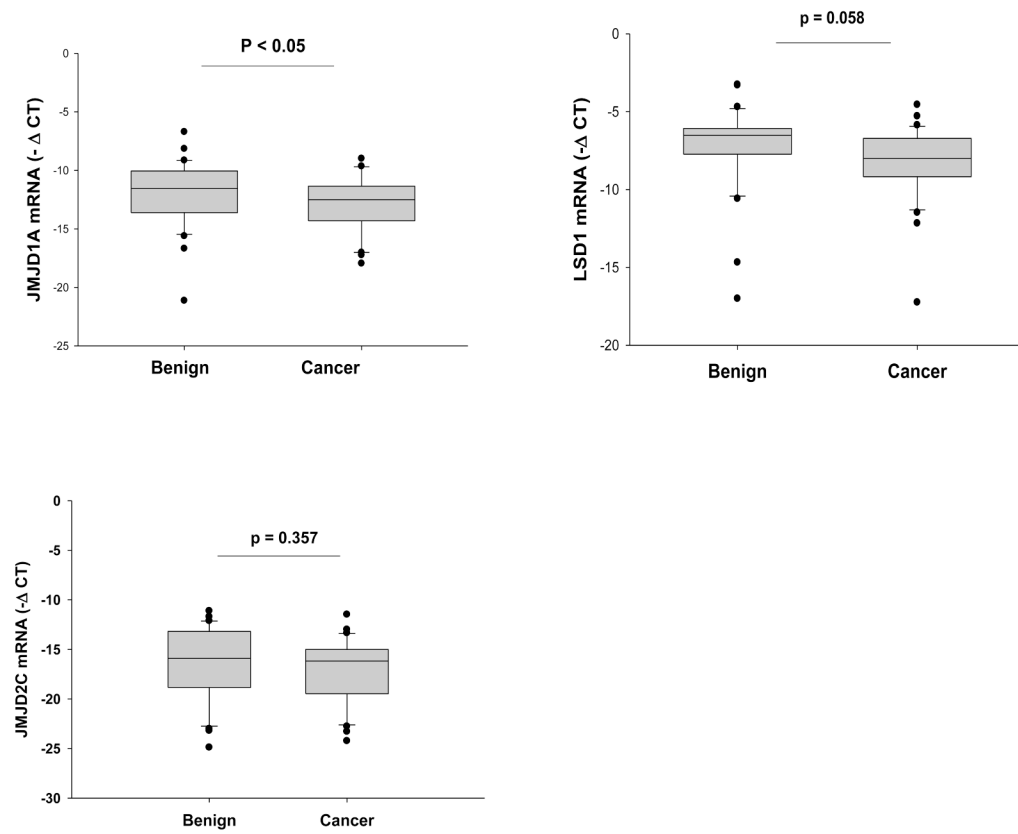 P < 0.05
JMJD1A mRNA (- Δ CT)
0
-5
-10
-15
-20
-25
Benign Cancer
p = 0.058
LSD1 mRNA (-Δ CT)
0
-5
-10
-15
-20
Benign Cancer
p = 0.357
JMJD2C mRNA (-Δ CT)
0
-5
-10
-15
-20
-25
-30
Benign Cancer